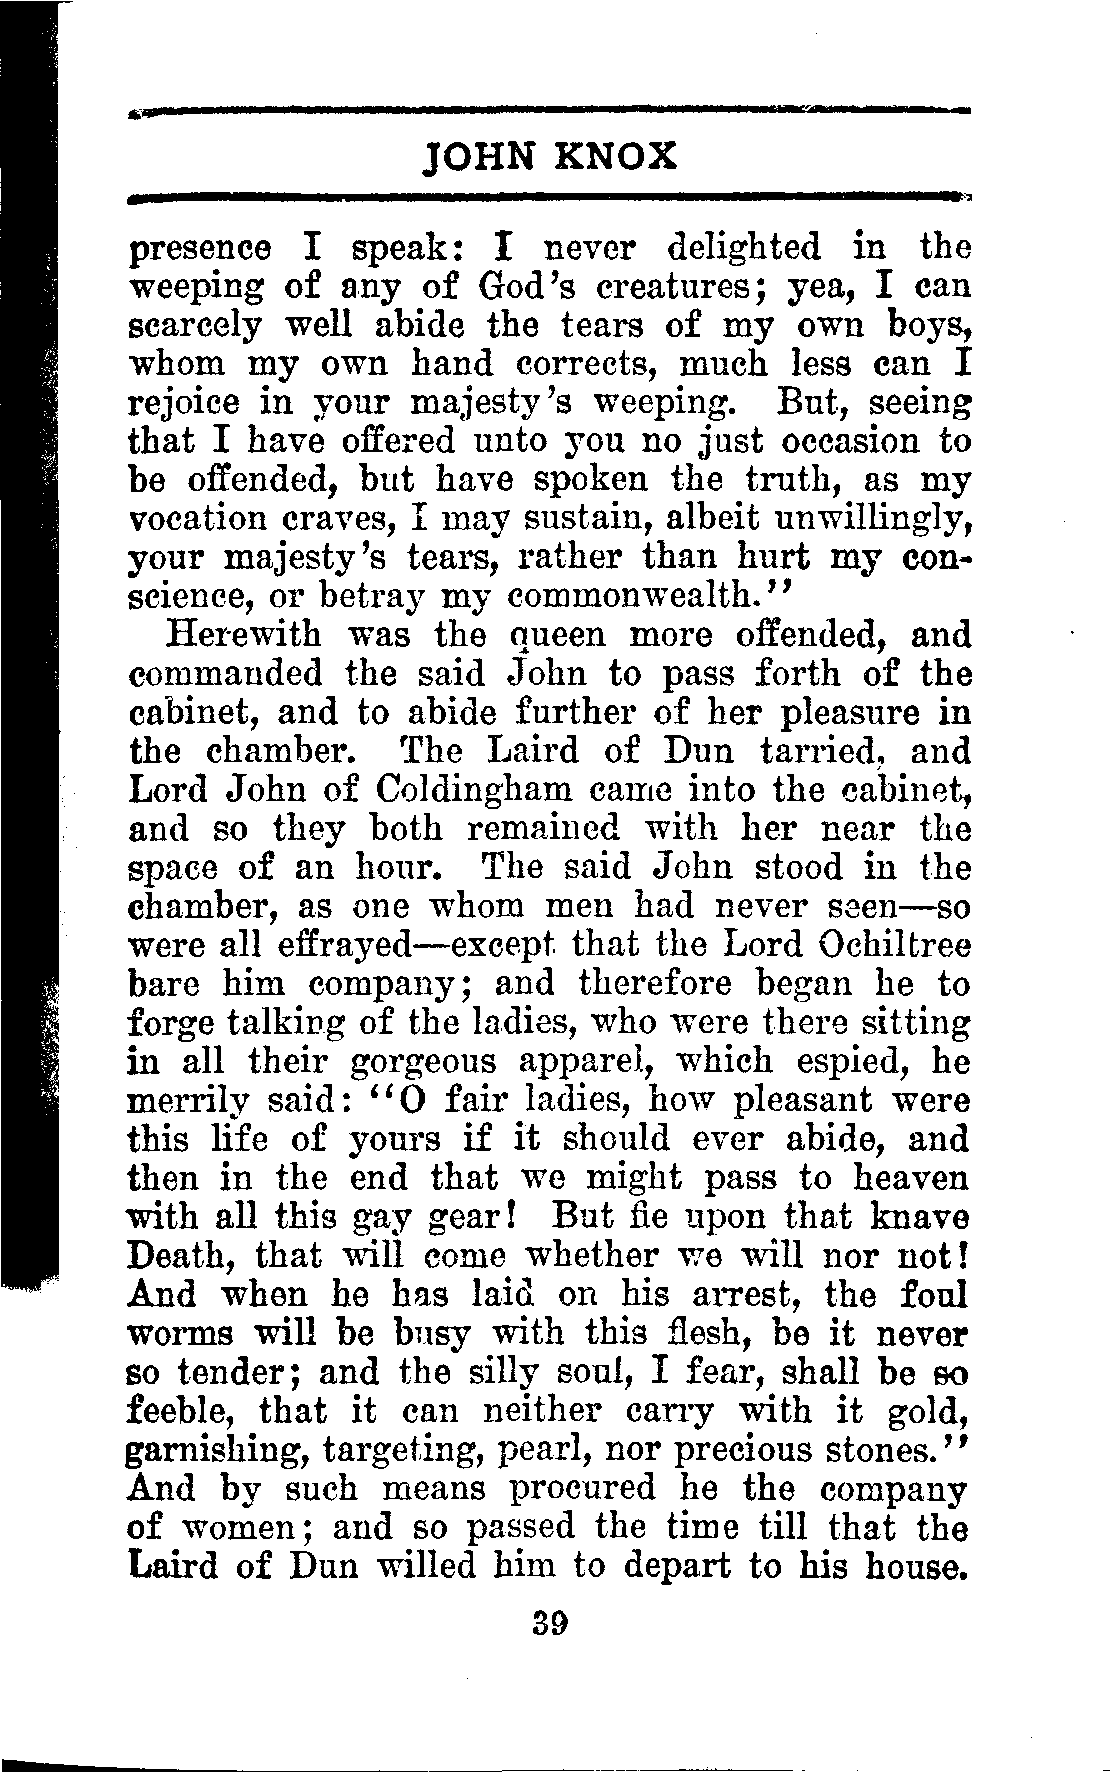 JOHN KNOX
presence I speak: I never delighted in the
weeping of any of God's creatures; yea, I can
scarcely well abide the tears of my own boys,
whom my own hand corrects, much less can I
rejoice in your majesty's weeping. But, seeing
that I have offered unto you no just occasion to
be offended, but have spoken the truth, as my
vocation craves, I may sustain, albeit unwillingly,
your majesty's tears, rather than hurt my con-
science, or betray my commonwealth."
Herewith was the queen more offended, and
commanded the said John to pass forth of the
cabinet, and to abide further of her pleasure in
the chamber. The Laird of Dun tarried, and
Lord John of Coldingham came into the cabinet,
and so they both remained with her near the
space of an hour. The said John stood in the
chamber, as one whom men had never seen—so
were all effrayed—except that the Lord Ochiltree
bare him company; and therefore began he to
forge talking of the ladies, who were there sitting
in all their gorgeous apparel, which espied, he
merrily said: "O fair ladies, how pleasant were
this life of yours if it should ever abide, and
then in the end that we might pass to heaven
with all this gay gear! But fie upon that knave
Death, that will come whether we will nor not!
And when he has laid on his arrest, the foul
worms will be busy with this flesh, be it never
so tender; and the silly soul, I fear, shall be so
feeble, that it can neither carry with it gold,
garnishing, targeting, pearl, nor precious stones."
And by such means procured he the company
of women; and so passed the time till that the
Laird of Dun willed him to depart to his house.
39